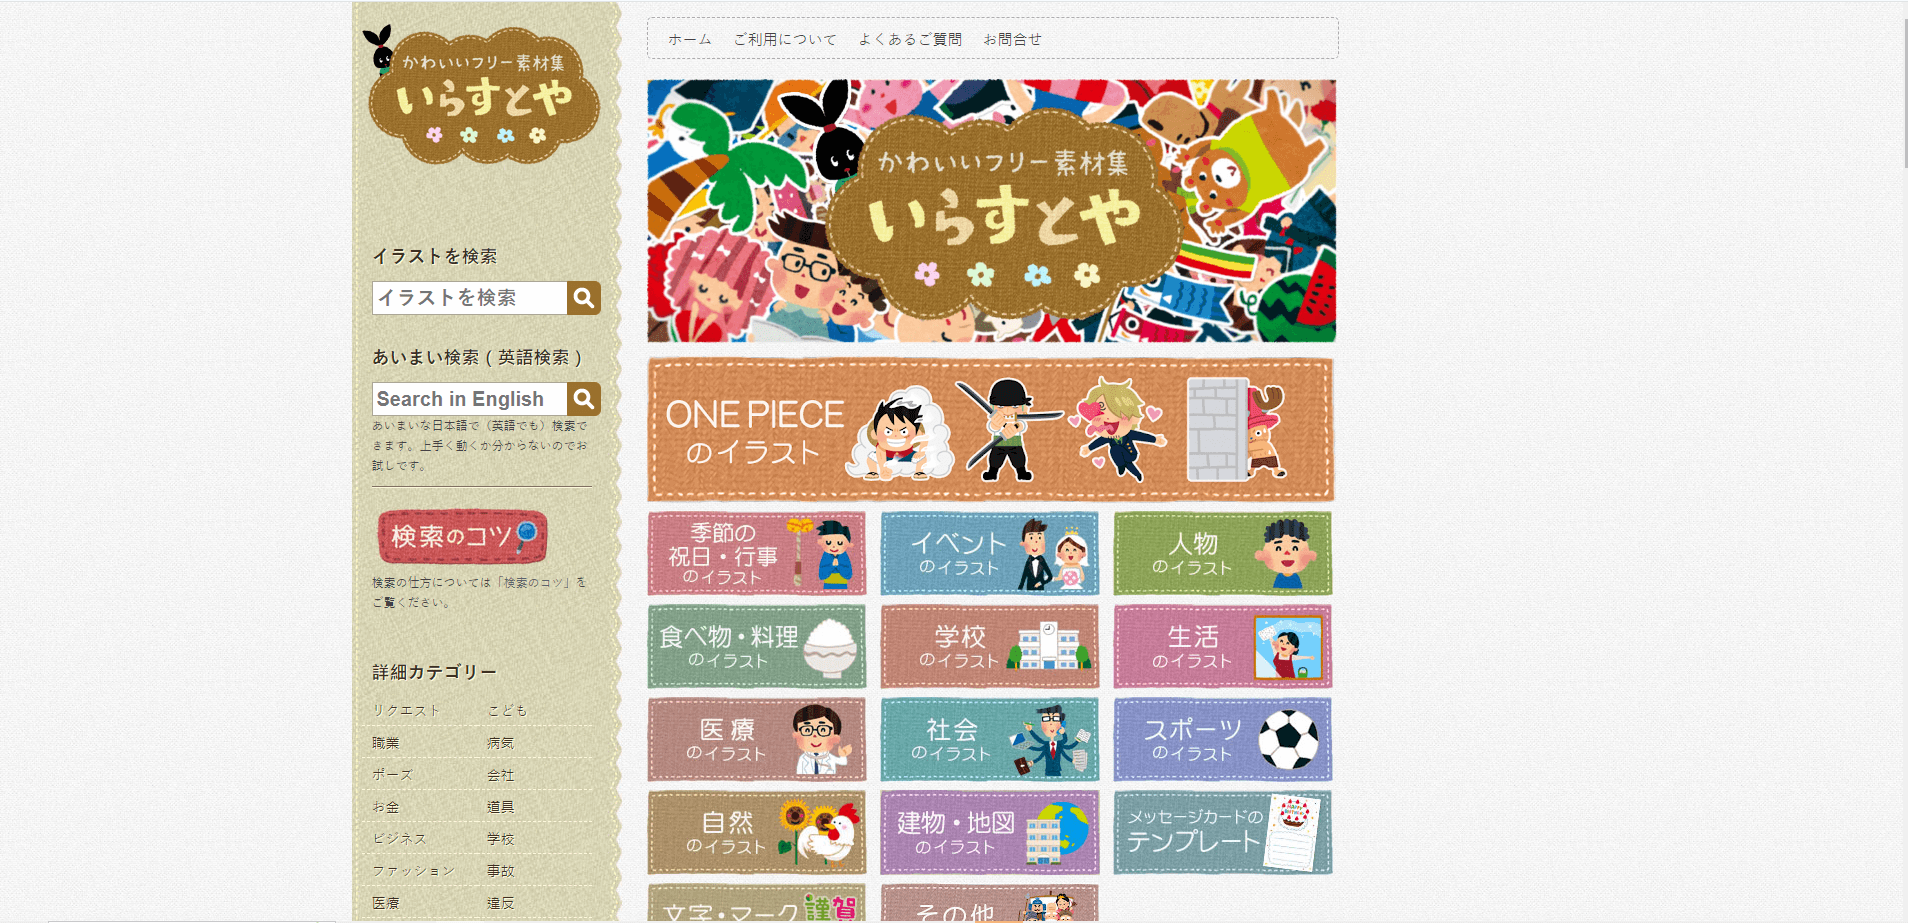 かわいいフリー素材集
いらすとや
イラストを検索
イラストを検索
あいまい検索 ( 英語検索 )
Search in English
あいまいな日本語で（英語でも）検索で
きます。上手く動くか分からないのでお
試しです。
検索のコツ
検索の仕方については「検索のコツ」を
ご覧ください。
詳細カテゴリー
リクエスト
こども
職業
病気
ポーズ
会社
お金
道具
ビジネス
学校
ファッション
事故
医療
違反
ホーム
ご利用について
よくあるご質問
お問合せ
かわいいフリー素材集
いらすとや
ONE PIECE
のイラスト
季節の
祝日・行事
のイラスト
イベント
のイラスト
人物
のイラスト
食べ物・料理
のイラスト
学校
のイラスト
生活
のイラスト
医療
のイラスト
社会
のイラスト
スポーツ
のイラスト
自然
のイラスト
建物・地図
のイラスト
メッセージカードの
テンプレート
文字・マーク
謹賀
その他